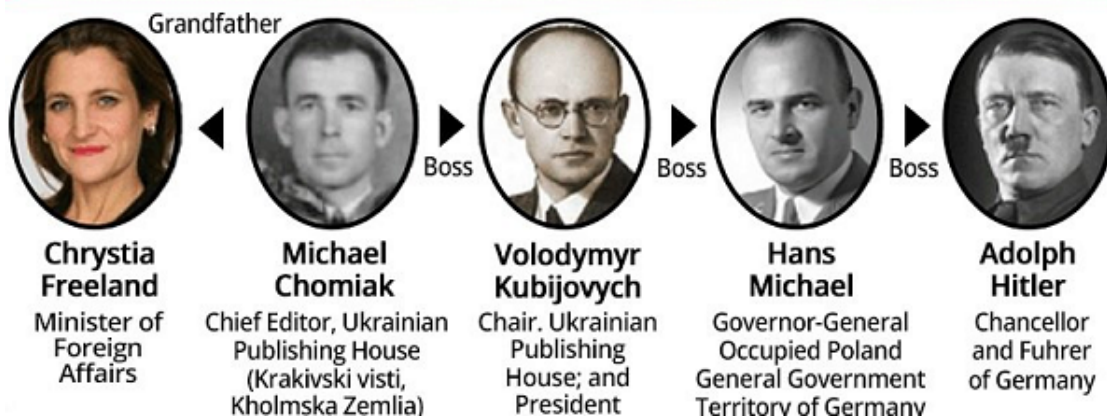 Grandfather
Boss
Boss
Boss
Chrystia
Freeland
Minister of
Foreign
Affairs
Michael
Chomiak
Chief Editor, Ukrainian
Publishing House
(Krakivski visti,
Kholmska Zemlia)
Volodymyr
Kubijovych
Chair. Ukrainian
Publishing
House; and
President
Hans
Michael
Governor-General
Occupied Poland
General Government
Territory of Germany
Adolph
Hitler
Chancellor
and Fuhrer
of Germany